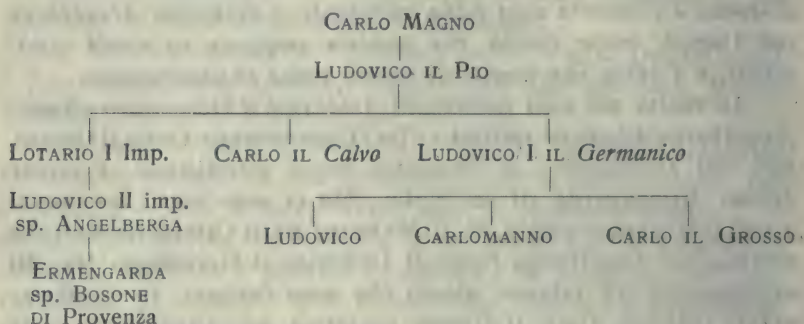 CARLO MAGNO
LUDOVICO IL PIO
LOTARIO I Imp. CARLO IL Calvo LUDOVICO I IL Germanico
LUDOVICO II imp.
sp. ANGELBERGA
LUDOVICO CARLOMANNO CARLO IL GROSSO
ERMENGARDA
sp. BOSONE
DI Provenza